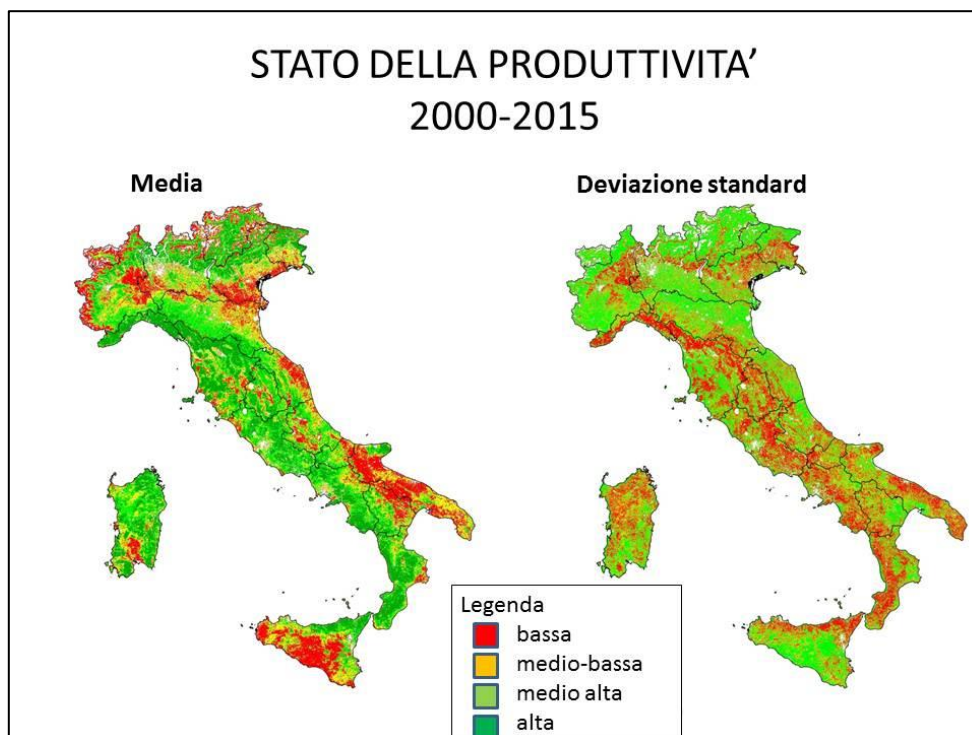 STATO DELLA PRODUTTIVITA’
2000-2015
Media
Deviazione standard
Legenda
bassa
medio-bassa
medio alta
alta